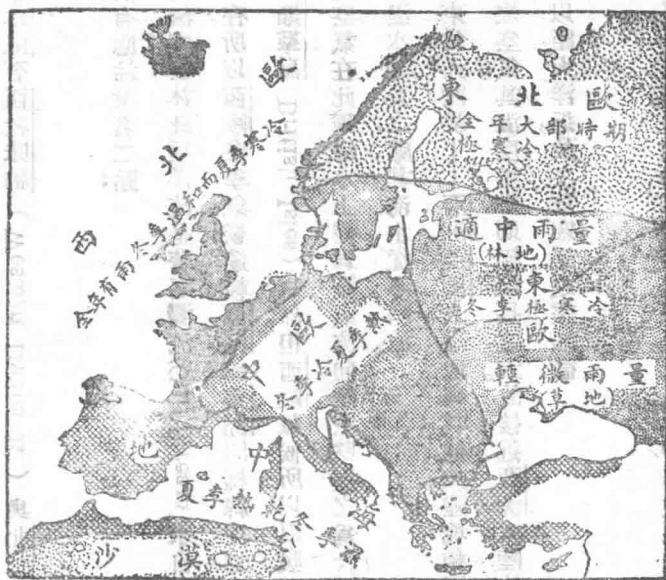 東北歐
全年大部時期
極寒冷
西北歐
全年有雨冬季溫和而夏季寒冷
適中雨量
(林地)
東歐
冬季極寒冷
輕微雨量
(草地)
中歐
冬季冷夏季熱
地中海
夏季熱乾冬季
沙漠